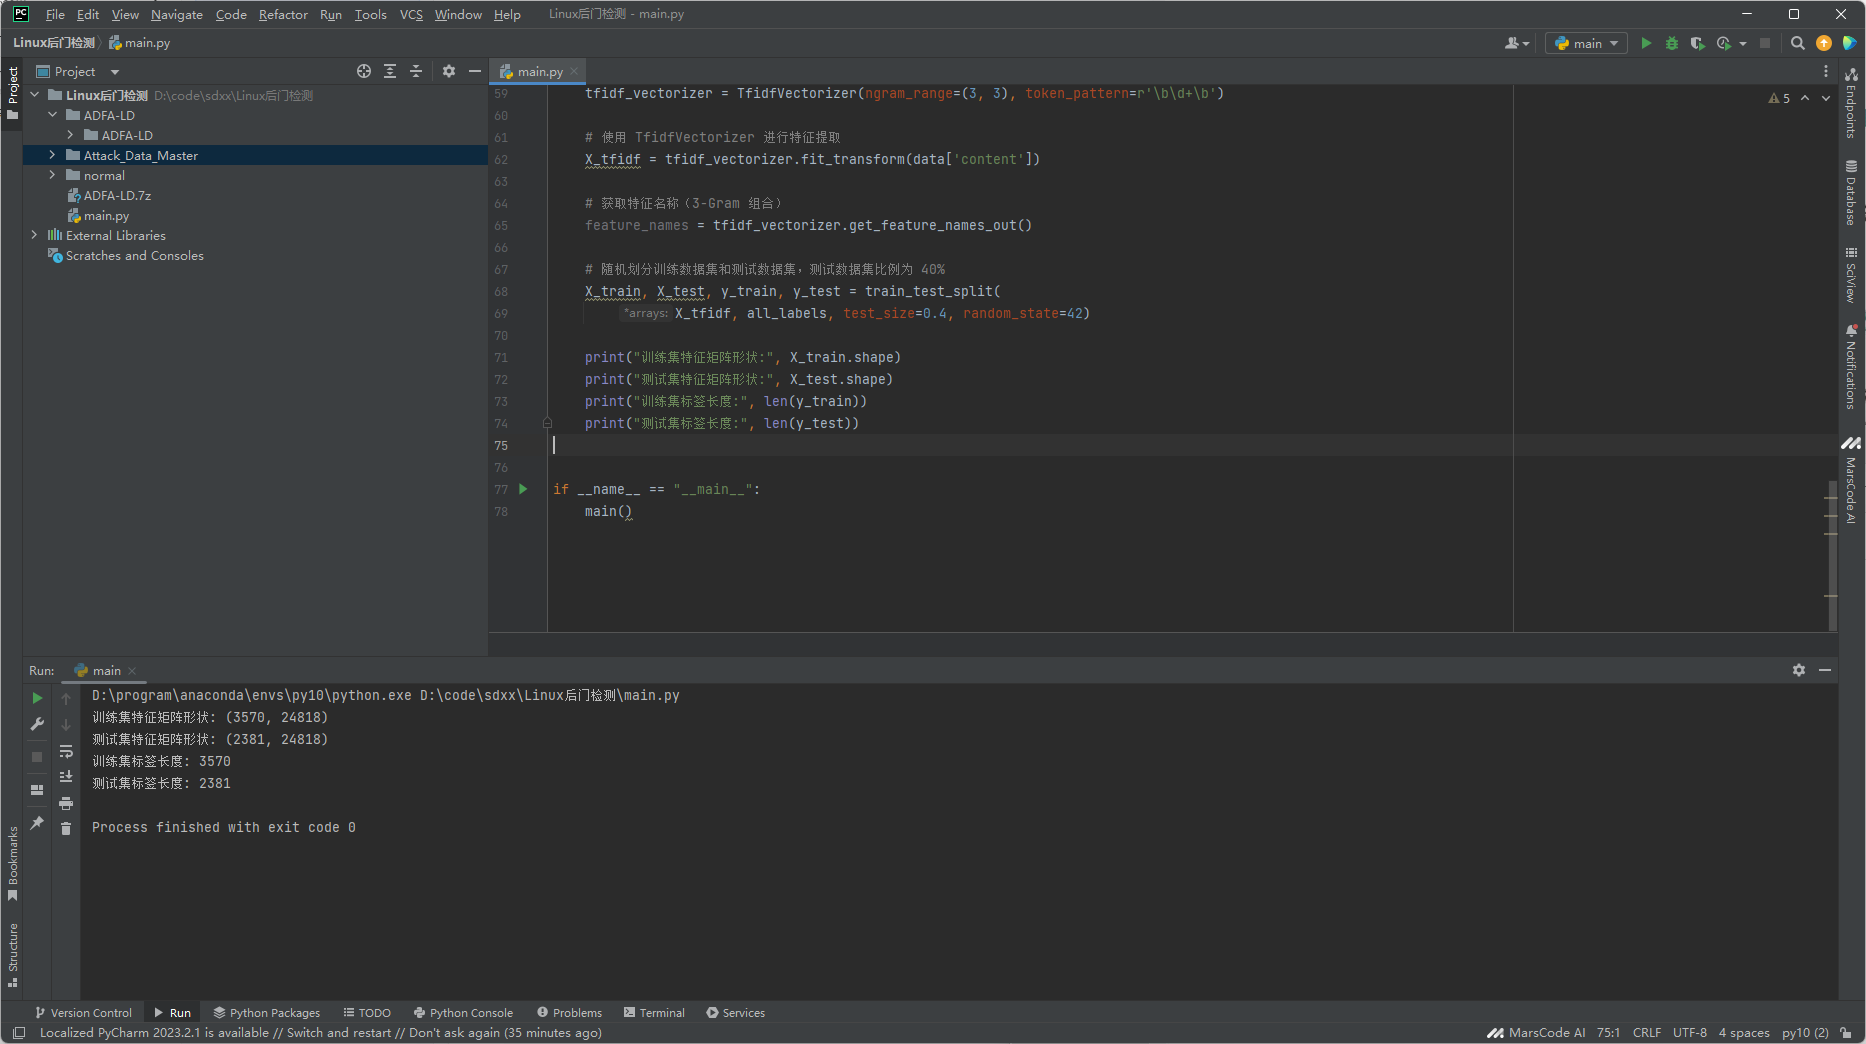 PC File Edit View Navigate Code Refactor Run Tools VCS Window Help Linux后门检测 - main.py
Linux后门检测 main.py
main
Project
main.py
Linux后门检测 D:\code\sdxx\Linux后门检测
ADFA-LD
ADFA-LD
Attack_Data_Master
normal
ADFA-LD.7z
main.py
External Libraries
Scratches and Consoles
5
59 tfidf_vectorizer = TfidfVectorizer(ngram_range=(3, 3), token_pattern=r'\b\d+\b')
60
61 # 使用 TfidfVectorizer 进行特征提取
62 X_tfidf = tfidf_vectorizer.fit_transform(data['content'])
63
64 # 获取特征名称（3-Gram 组合）
65 feature_names = tfidf_vectorizer.get_feature_names_out()
66
67 # 随机划分训练数据集和测试数据集，测试数据集比例为 40%
68 X_train, X_test, y_train, y_test = train_test_split(
69 *arrays: X_tfidf, all_labels, test_size=0.4, random_state=42)
70
71 print("训练集特征矩阵形状:", X_train.shape)
72 print("测试集特征矩阵形状:", X_test.shape)
73 print("训练集标签长度:", len(y_train))
74 print("测试集标签长度:", len(y_test))
75
76
77 if __name__ == "__main__":
78 main()
Project
Bookmarks
Structure
Endpoints
Database
SciView
Notifications
MarsCode AI
Run: main
D:\program\anaconda\envs\py10\python.exe D:\code\sdxx\Linux后门检测\main.py
训练集特征矩阵形状: (3570, 24818)
测试集特征矩阵形状: (2381, 24818)
训练集标签长度: 3570
测试集标签长度: 2381
Process finished with exit code 0
Version Control Run Python Packages TODO Python Console Problems Terminal Services
Localized PyCharm 2023.2.1 is available // Switch and restart // Don't ask again (35 minutes ago) MarsCode AI 75:1 CRLF UTF-8 4 spaces py10 (2)